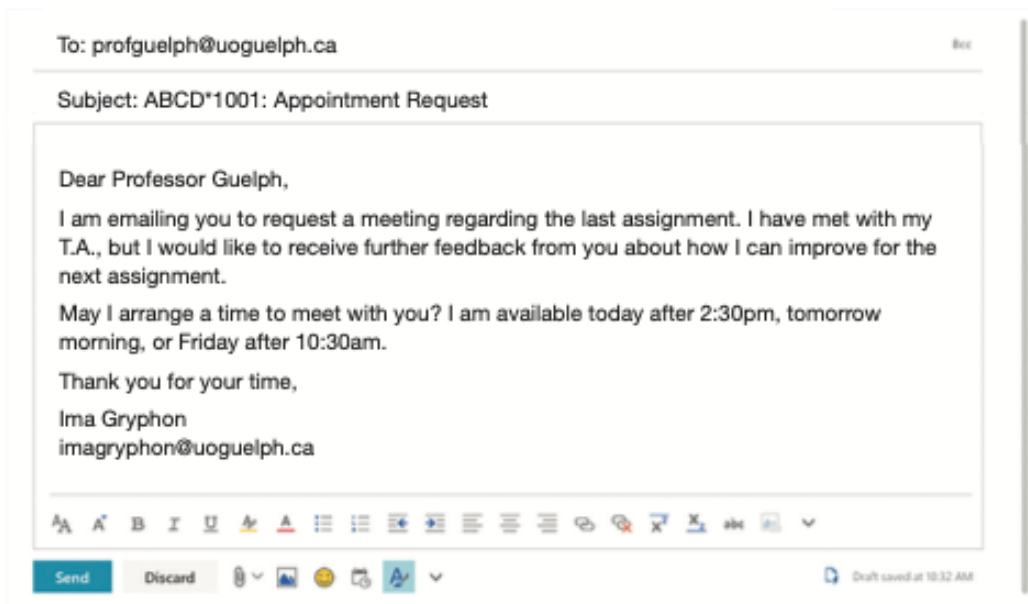 To: profguelph@uoguelph.ca
Bcc
Subject: ABCD*1001: Appointment Request
Dear Professor Guelph,
I am emailing you to request a meeting regarding the last assignment. I have met with my
T.A., but I would like to receive further feedback from you about how I can improve for the
next assignment.
May I arrange a time to meet with you? I am available today after 2:30pm, tomorrow
morning, or Friday after 10:30am.
Thank you for your time,
Ima Gryphon
imagryphon@uoguelph.ca
AA A B I U A A abc
Send Discard Draft saved at 10:32 AM